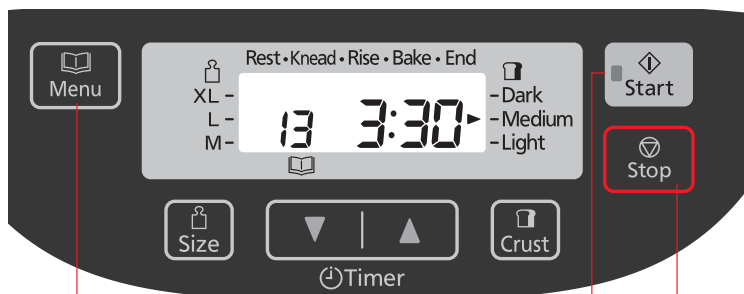 Menu
Rest • Knead • Rise • Bake • End
XL -
L -
M -
13 3:30
- Dark
- Medium
- Light
Start
Stop
Size
Timer
Crust